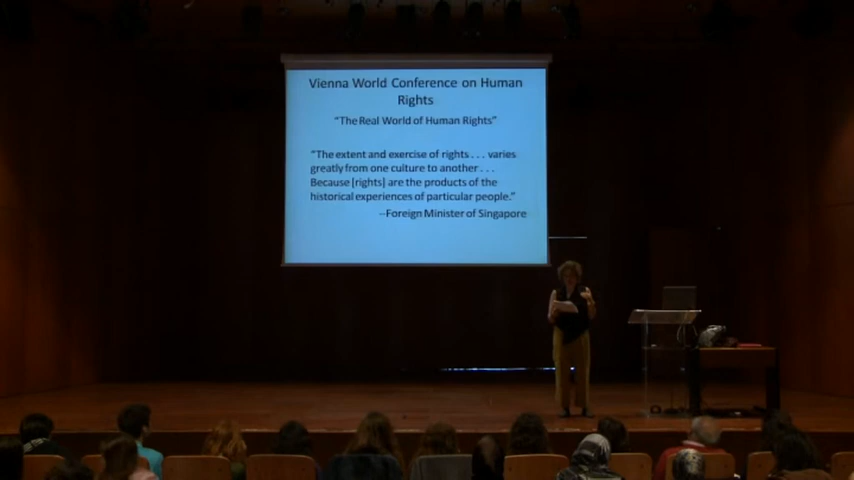 Vienna World Conference on Human
Rights
“The Real World of Human Rights”
“The extent and exercise of rights . . . varies
greatly from one culture to another . . .
Because [rights] are the products of the
historical experiences of particular people.”
--Foreign Minister of Singapore